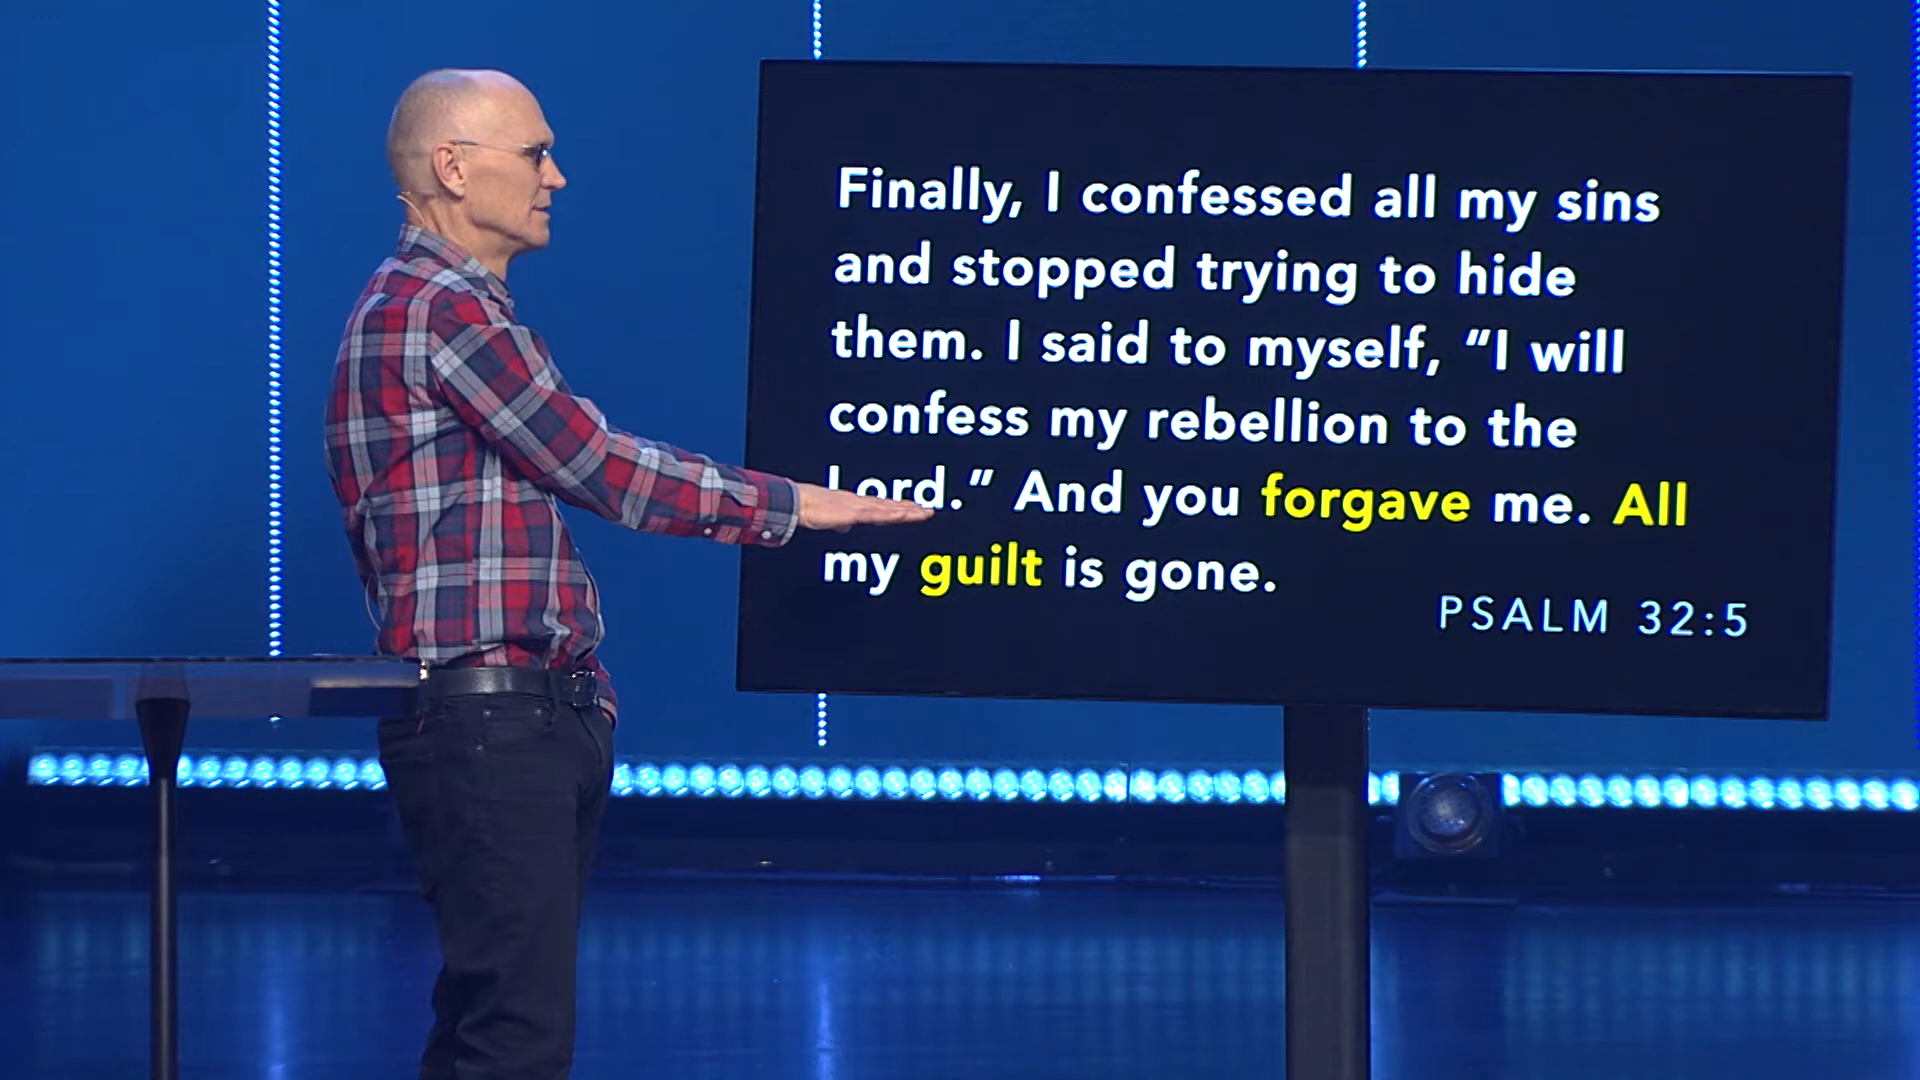 Finally, I confessed all my sins
and stopped trying to hide
them. I said to myself, “I will
confess my rebellion to the
Lord.” And you forgave me. All
my guilt is gone.
PSALM 32:5